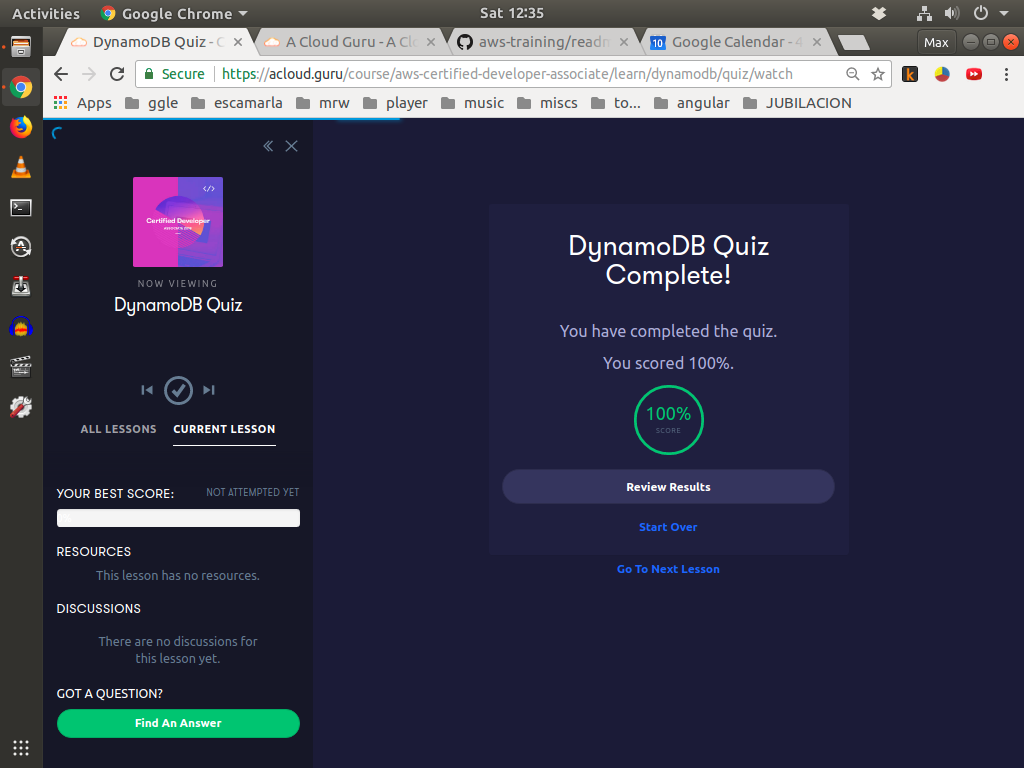 Activities Google Chrome Sat 12:35
DynamoDB Quiz - C A Cloud Guru - A Clo aws-training/readm Google Calendar - 4 Max
Secure https://acloud.guru/course/aws-certified-developer-associate/learn/dynamodb/quiz/watch
Apps ggle escamarla mrw player music miscs to... angular JUBILACION
</>
Certified Developer
NOW VIEWING
DynamoDB Quiz
ALL LESSONS CURRENT LESSON
YOUR BEST SCORE: NOT ATTEMPTED YET
RESOURCES
This lesson has no resources.
DISCUSSIONS
There are no discussions for
this lesson yet.
GOT A QUESTION?
Find An Answer
DynamoDB Quiz
Complete!
You have completed the quiz.
You scored 100%.
100%
SCORE
Review Results
Start Over
Go To Next Lesson